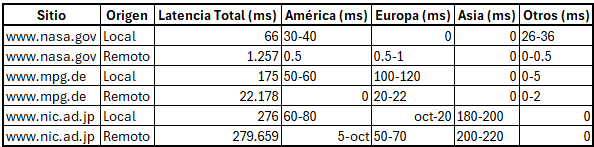 Sitio Origen Latencia Total (ms) América (ms) Europa (ms) Asia (ms) Otros (ms)
www.nasa.gov Local 66 30-40 0 0 26-36
www.nasa.gov Remoto 1.257 0.5 0.5-1 0 0-0.5
www.mpg.de Local 175 50-60 100-120 0 0-5
www.mpg.de Remoto 22.178 0 20-22 0 0-2
www.nic.ad.jp Local 276 60-80 oct-20 180-200 0
www.nic.ad.jp Remoto 279.659 5-oct 50-70 200-220 0